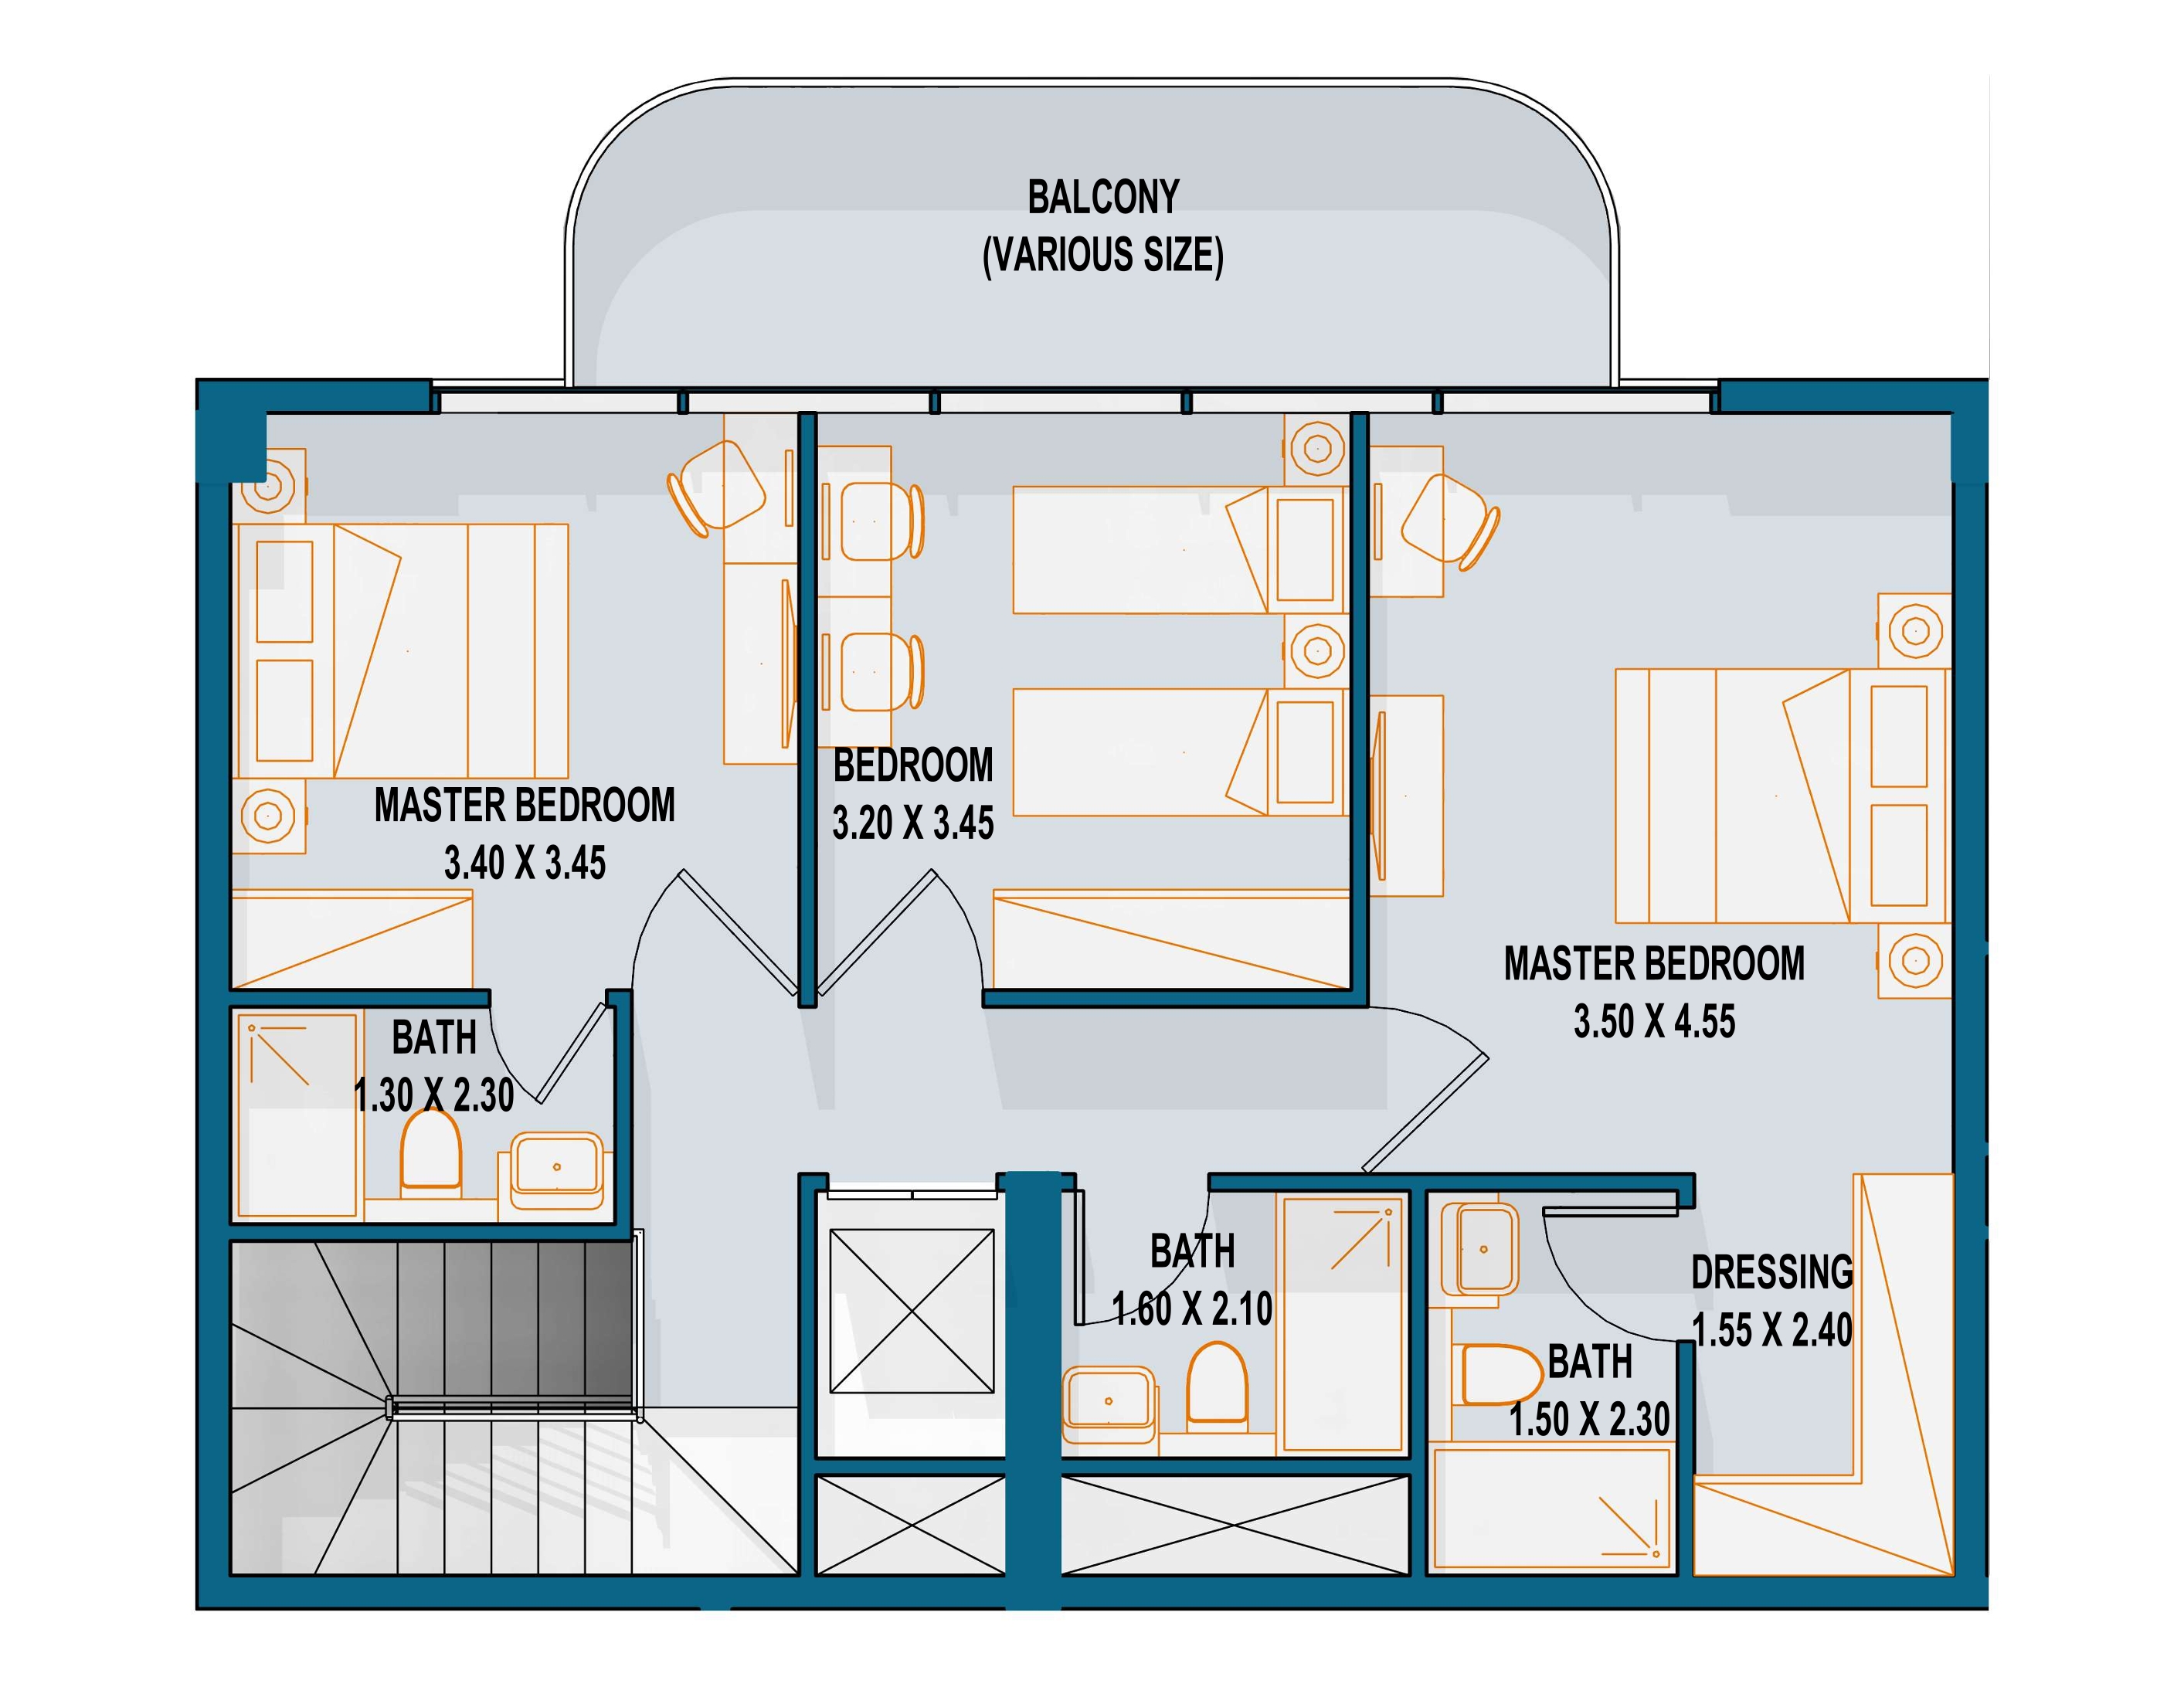 BALCONY
(VARIOUS SIZE)
MASTER BEDROOM
3.40 X 3.45
BEDROOM
3.20 X 3.45
MASTER BEDROOM
3.50 X 4.55
BATH
1.30 X 2.30
BATH
1.60 X 2.10
BATH
1.50 X 2.30
DRESSING
1.55 X 2.40